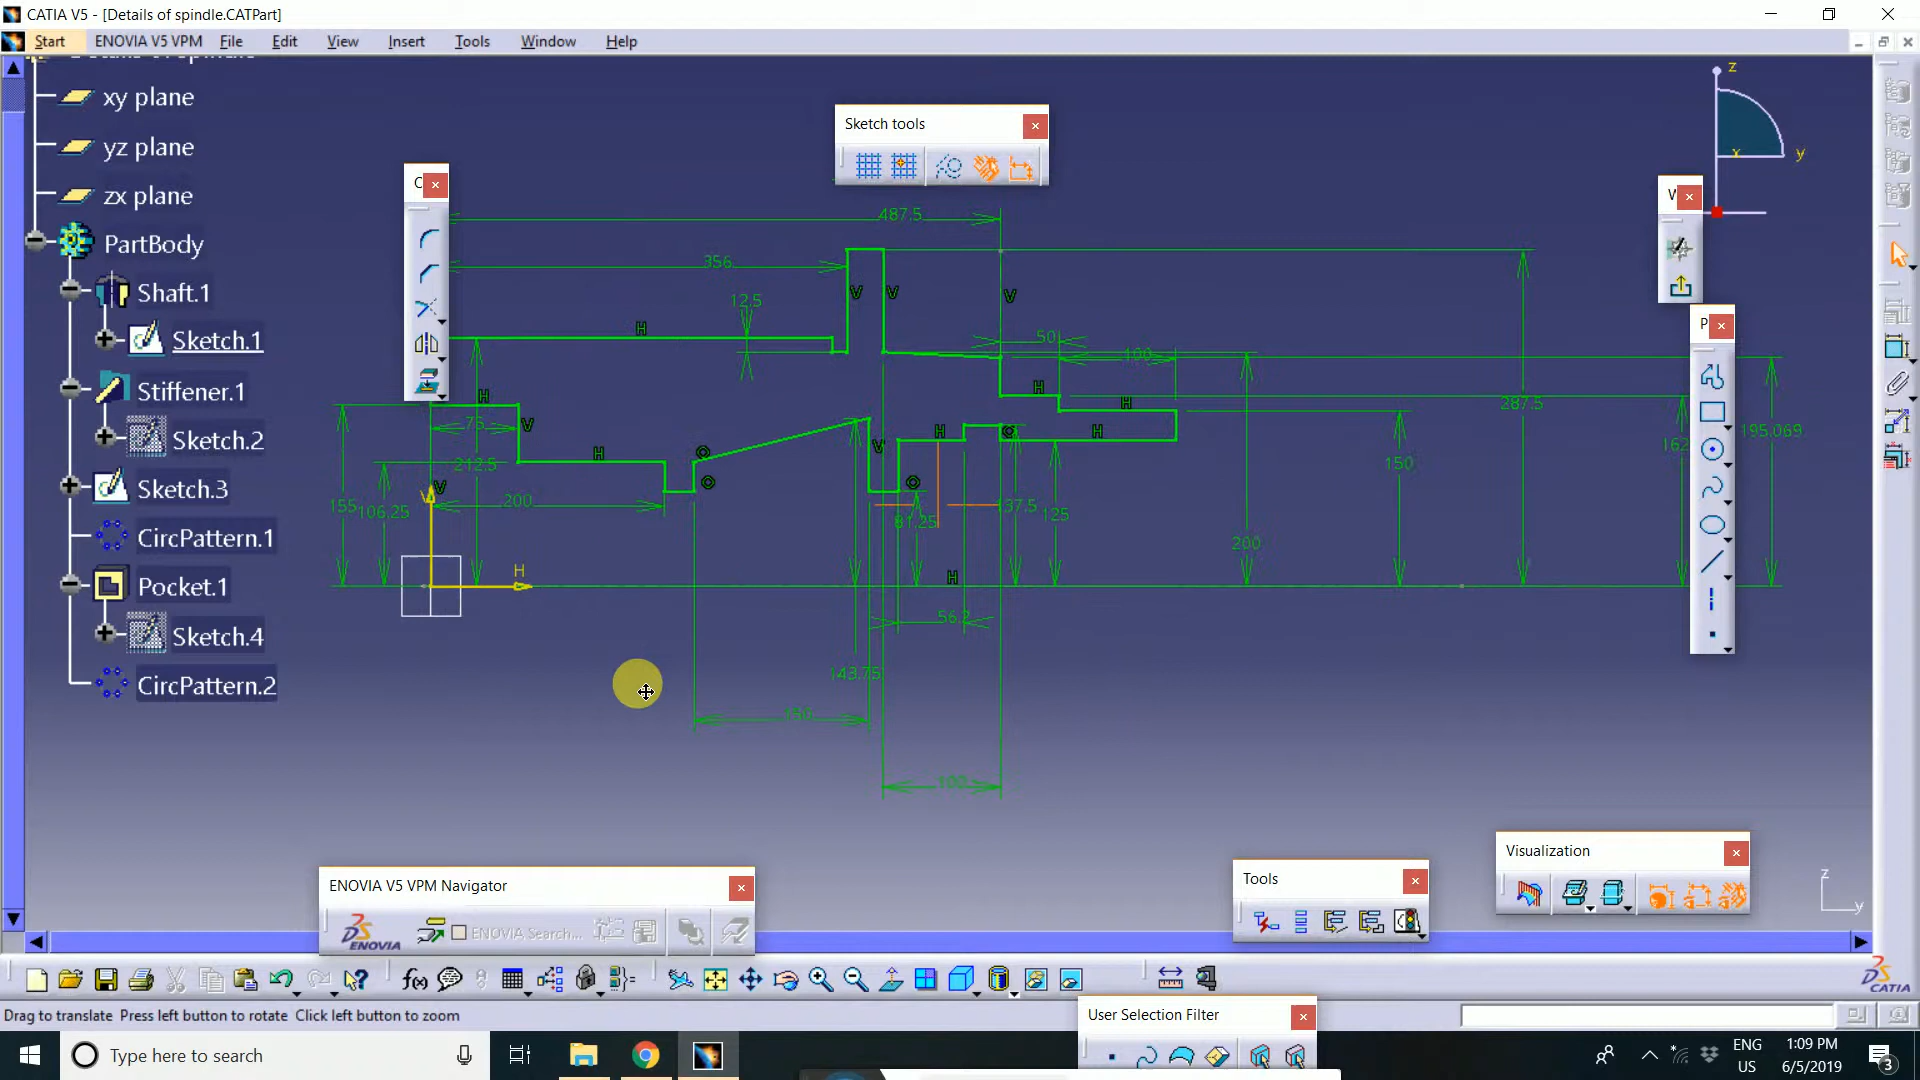 CATIA V5 - [Details of spindle.CATPart]
Start ENOVIA V5 VPM File Edit View Insert Tools Window Help
xy plane
yz plane
zx plane
PartBody
Shaft.1
Sketch.1
Stiffener.1
Sketch.2
Sketch.3
CircPattern.1
Pocket.1
Sketch.4
CircPattern.2
Sketch tools
C
V
P
z
x
y
487.5
356
12.5
H
V
V
V
50
100
H
H
H
V
75
H
H
H
V
287.5
162
195.069
212.5
V
200
155
106.25
81.25
137.5
125
150
200
H
H
56.2
143.75
100
z
y
ENOVIA V5 VPM Navigator
ENOVIA
ENOVIA Search...
Tools
Visualization
f(x)
CATIA
Drag to translate Press left button to rotate Click left button to zoom
User Selection Filter
Type here to search
ENG
US
1:09 PM
6/5/2019
3